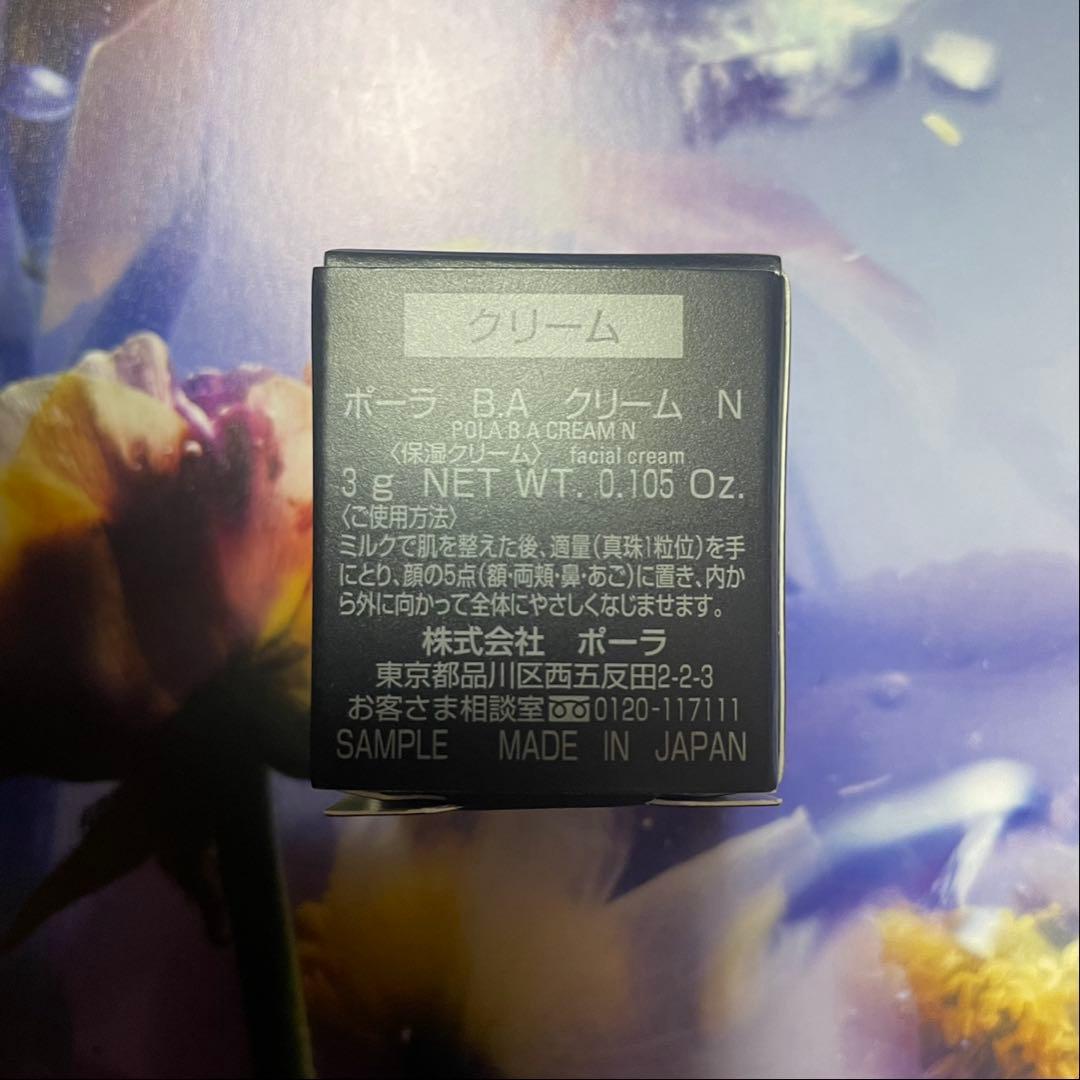 クリーム
ポーラ B.A クリーム N
POLA B.A CREAM N
〈保湿クリーム〉 facial cream
3 g NET WT. 0.105 Oz.
〈ご使用方法〉
ミルクで肌を整えた後、適量(真珠1粒位)を手
にとり、顔の5点(額・両頬・鼻・あご)に置き、内か
ら外に向かって全体にやさしくなじませます。
株式会社 ポーラ
東京都品川区西五反田2-2-3
お客さま相談室 0120-117111
SAMPLE MADE IN JAPAN